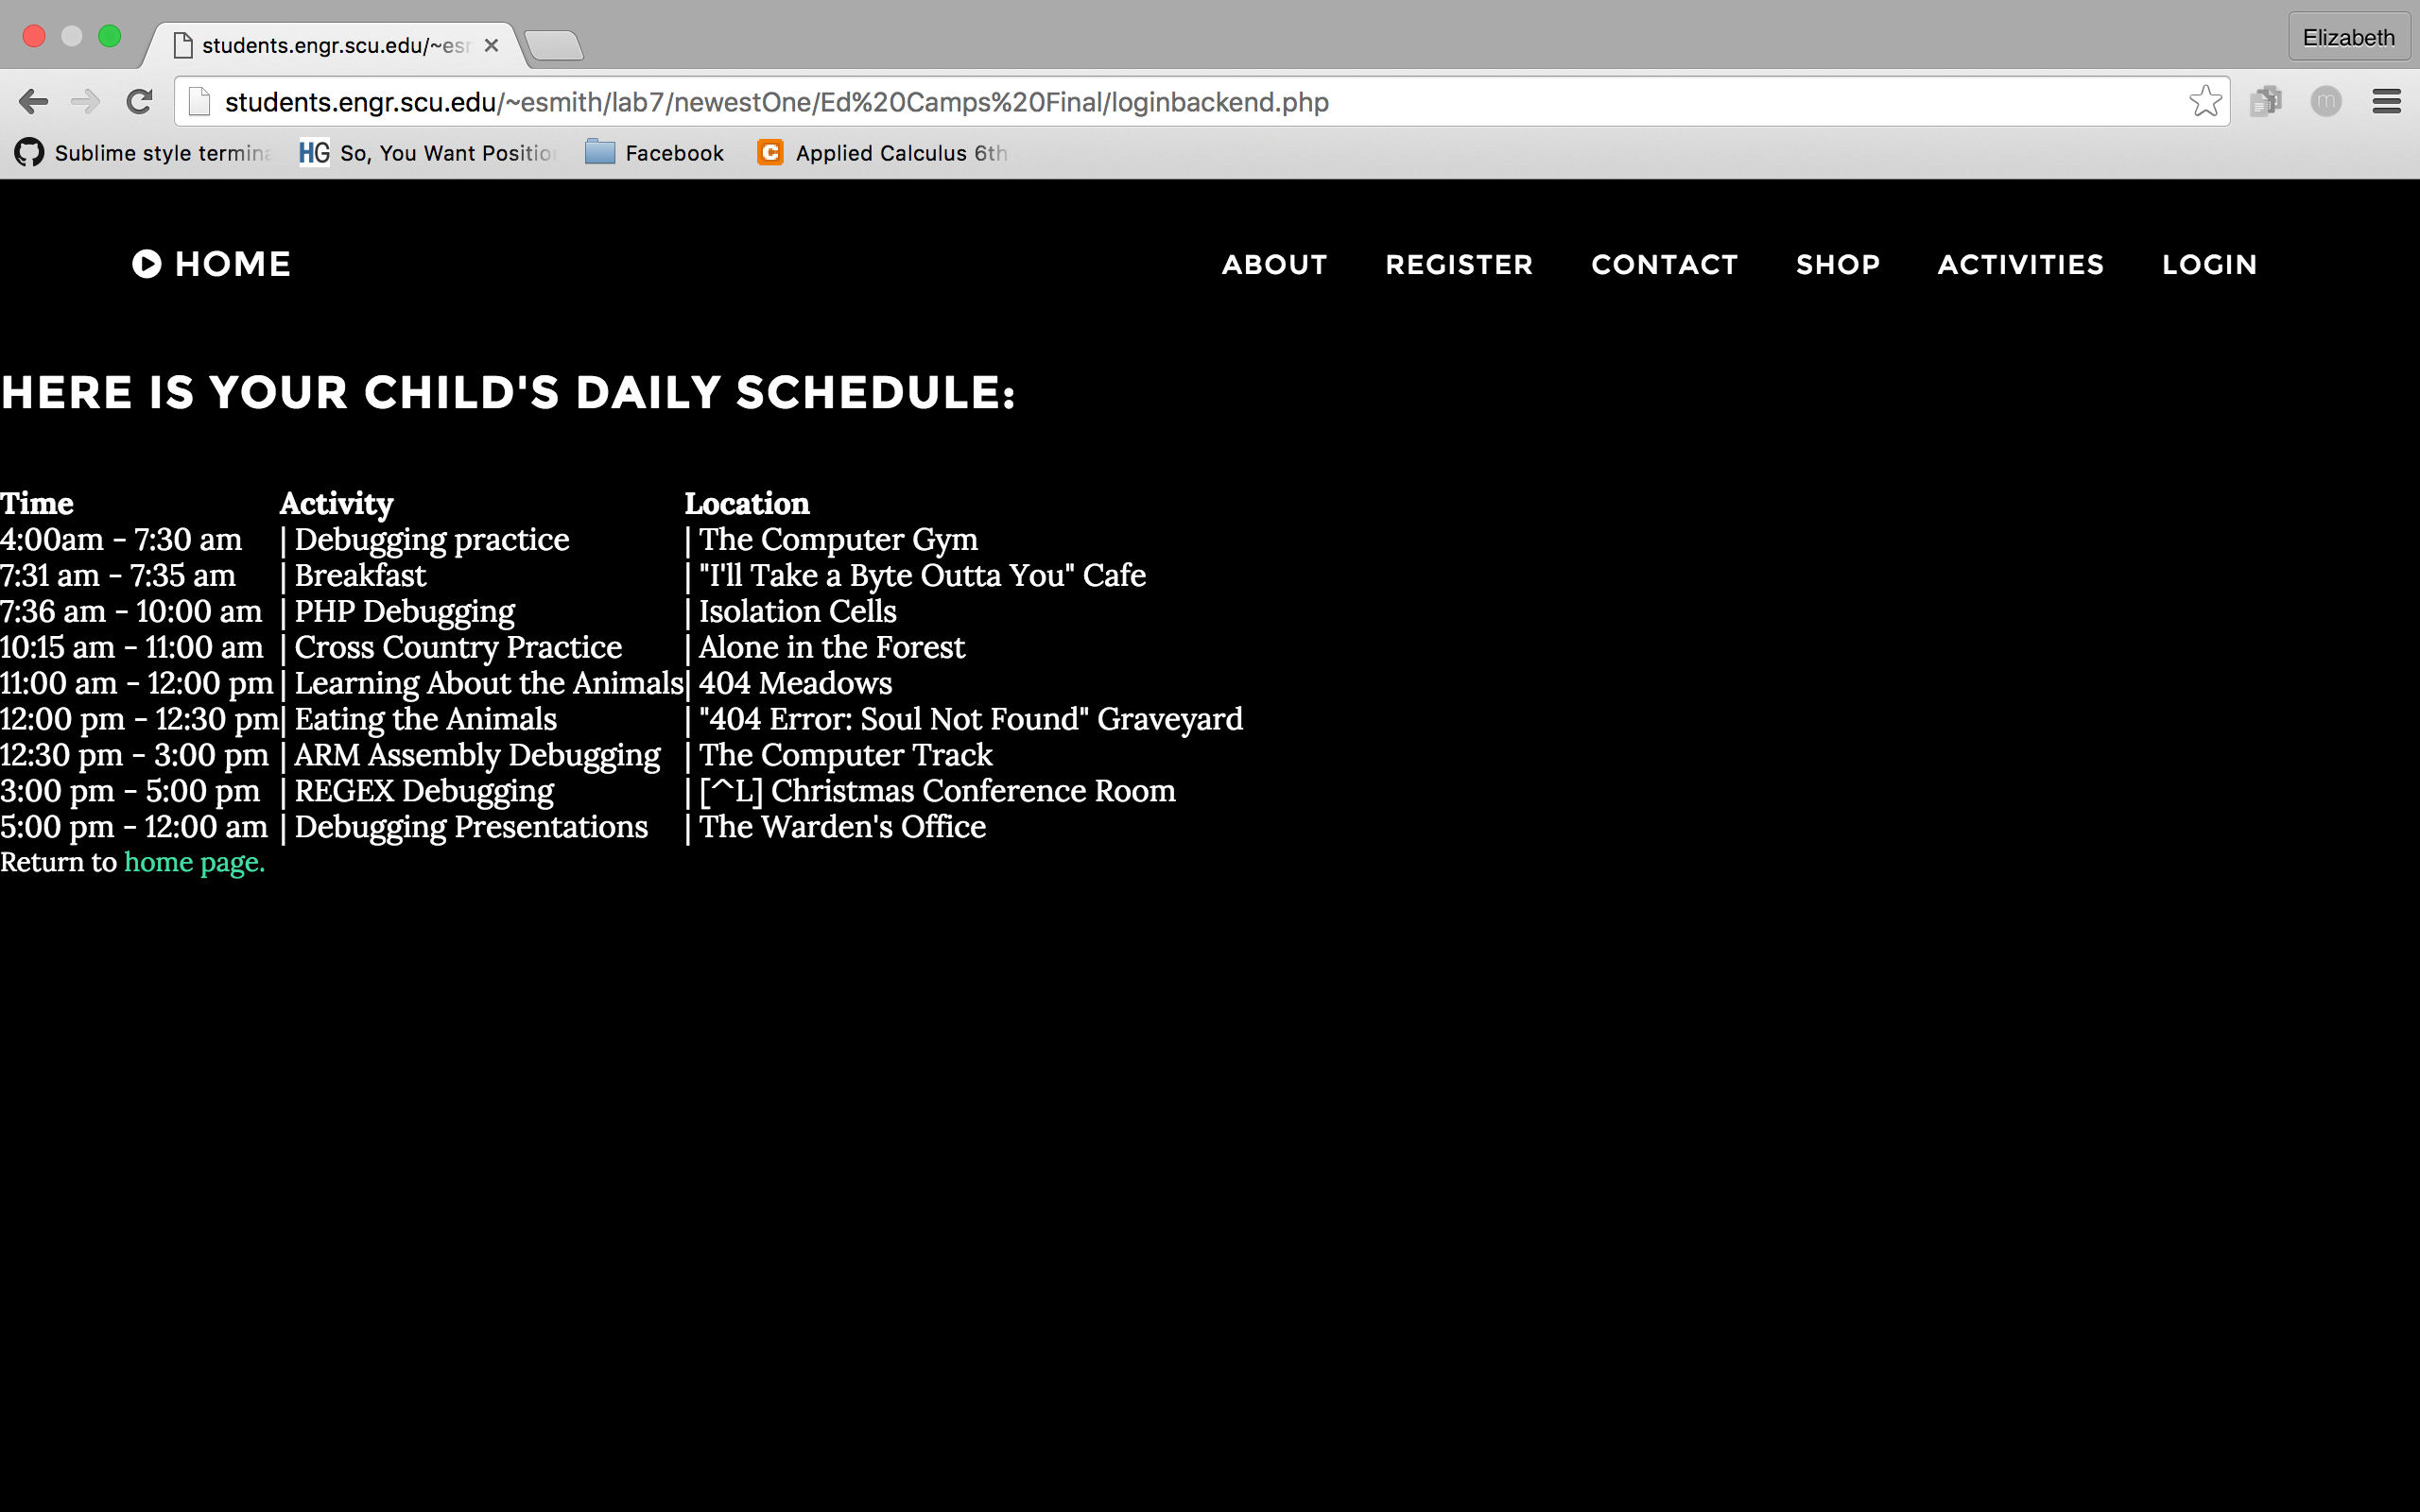 students.engr.scu.edu/~es
Elizabeth
students.engr.scu.edu/~esmith/lab7/newestOne/Ed%20Camps%20Final/loginbackend.php
m
Sublime style termina HG So, You Want Position Facebook C Applied Calculus 6th
HOME ABOUT REGISTER CONTACT SHOP ACTIVITIES LOGIN
HERE IS YOUR CHILD'S DAILY SCHEDULE:
Time Activity Location
4:00am - 7:30 am | Debugging practice | The Computer Gym
7:31 am - 7:35 am | Breakfast | "I'll Take a Byte Outta You" Cafe
7:36 am - 10:00 am | PHP Debugging | Isolation Cells
10:15 am - 11:00 am | Cross Country Practice | Alone in the Forest
11:00 am - 12:00 pm | Learning About the Animals | 404 Meadows
12:00 pm - 12:30 pm | Eating the Animals | "404 Error: Soul Not Found" Graveyard
12:30 pm - 3:00 pm | ARM Assembly Debugging | The Computer Track
3:00 pm - 5:00 pm | REGEX Debugging | [^L] Christmas Conference Room
5:00 pm - 12:00 am | Debugging Presentations | The Warden's Office
Return to home page.